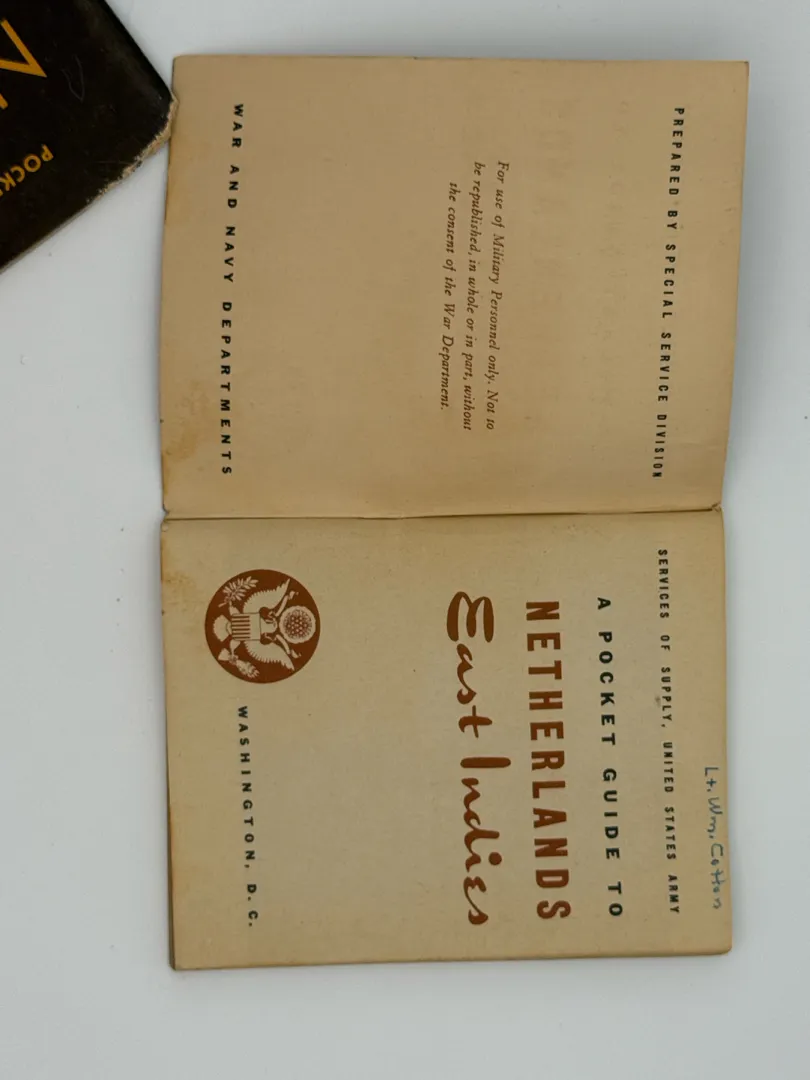 PREPARED BY SPECIAL SERVICE DIVISION
For use of Military Personnel only. Not to
be republished, in whole or in part, without
the consent of the War Department.
WAR AND NAVY DEPARTMENTS
Lt. Wm. Cotton
SERVICES OF SUPPLY, UNITED STATES ARMY
A POCKET GUIDE TO
NETHERLANDS
East Indies
WASHINGTON, D. C.